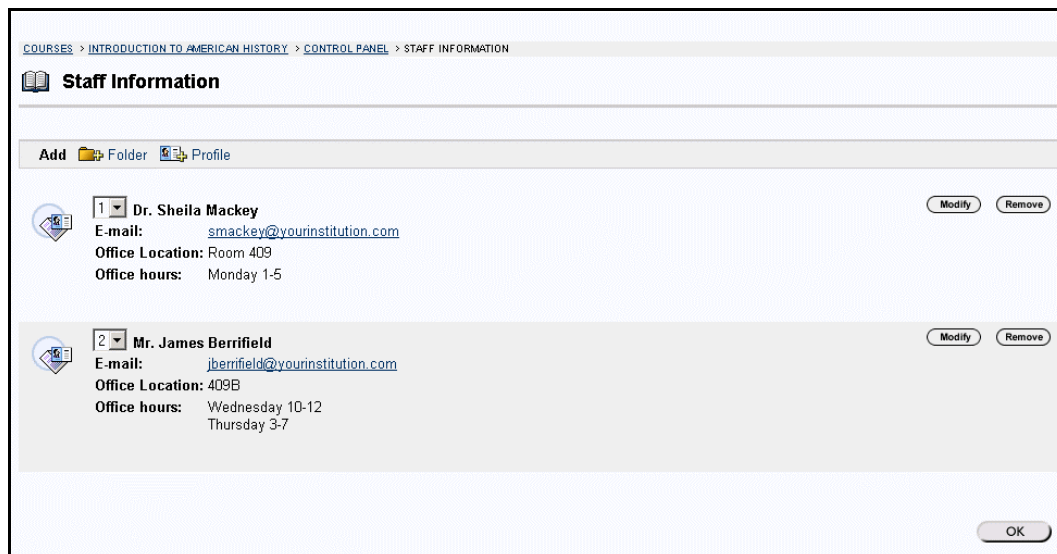 COURSES > INTRODUCTION TO AMERICAN HISTORY > CONTROL PANEL > STAFF INFORMATION
Staff Information
Add Folder Profile
1 Dr. Sheila Mackey Modify Remove
E-mail: smackey@yourinstitution.com
Office Location: Room 409
Office hours: Monday 1-5
2 Mr. James Berrifield Modify Remove
E-mail: jberrifield@yourinstitution.com
Office Location: 409B
Office hours: Wednesday 10-12
Thursday 3-7
OK